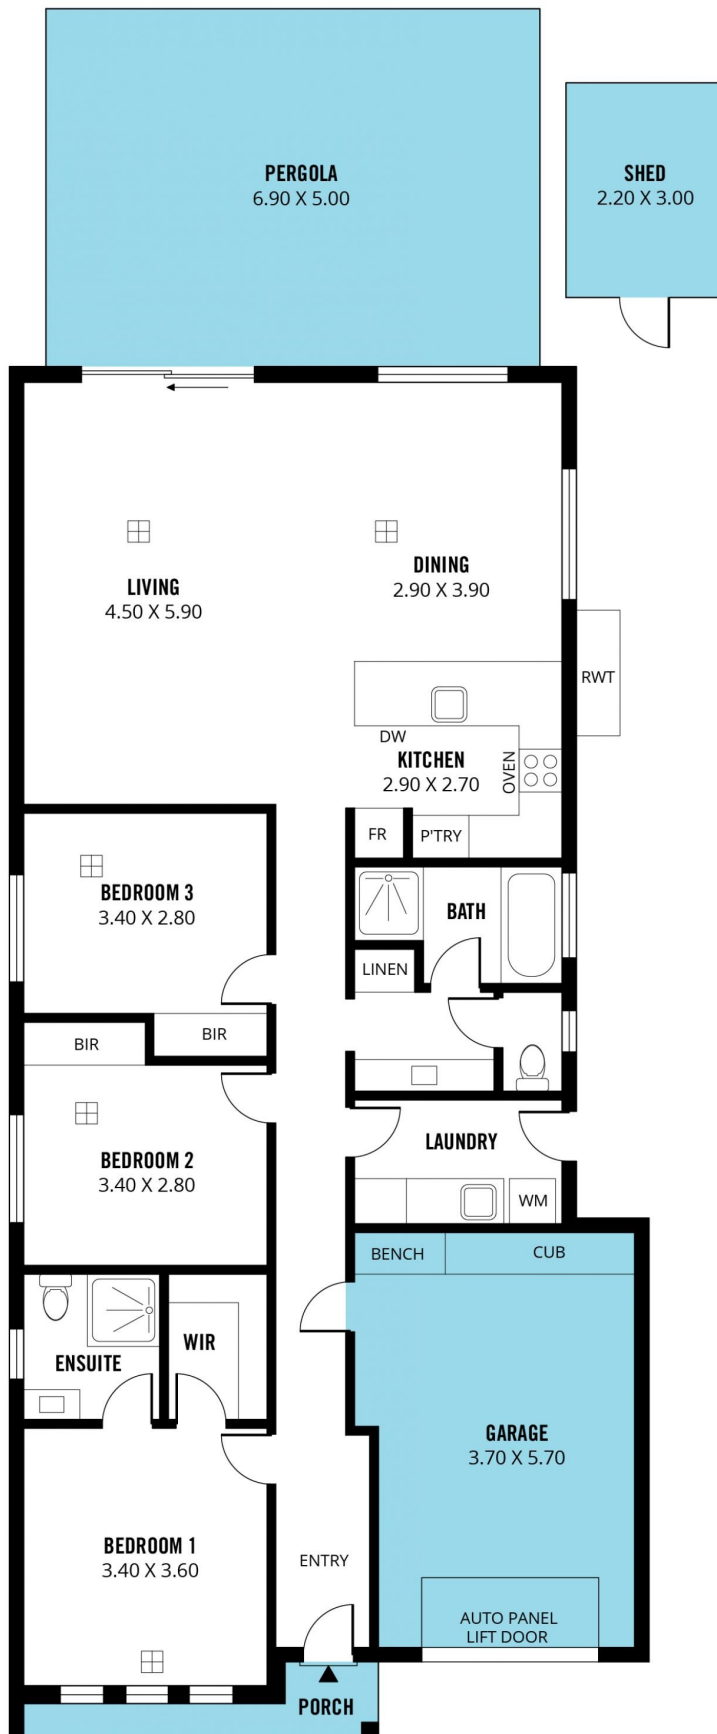 PERGOLA
6.90 X 5.00
SHED
2.20 X 3.00
LIVING
4.50 X 5.90
DINING
2.90 X 3.90
RWT
DW
KITCHEN
2.90 X 2.70
OVEN
FR
P'TRY
BEDROOM 3
3.40 X 2.80
BATH
LINEN
BIR
BIR
BEDROOM 2
3.40 X 2.80
LAUNDRY
WM
BENCH
CUB
ENSUITE
WIR
GARAGE
3.70 X 5.70
BEDROOM 1
3.40 X 3.60
ENTRY
AUTO PANEL
LIFT DOOR
PORCH